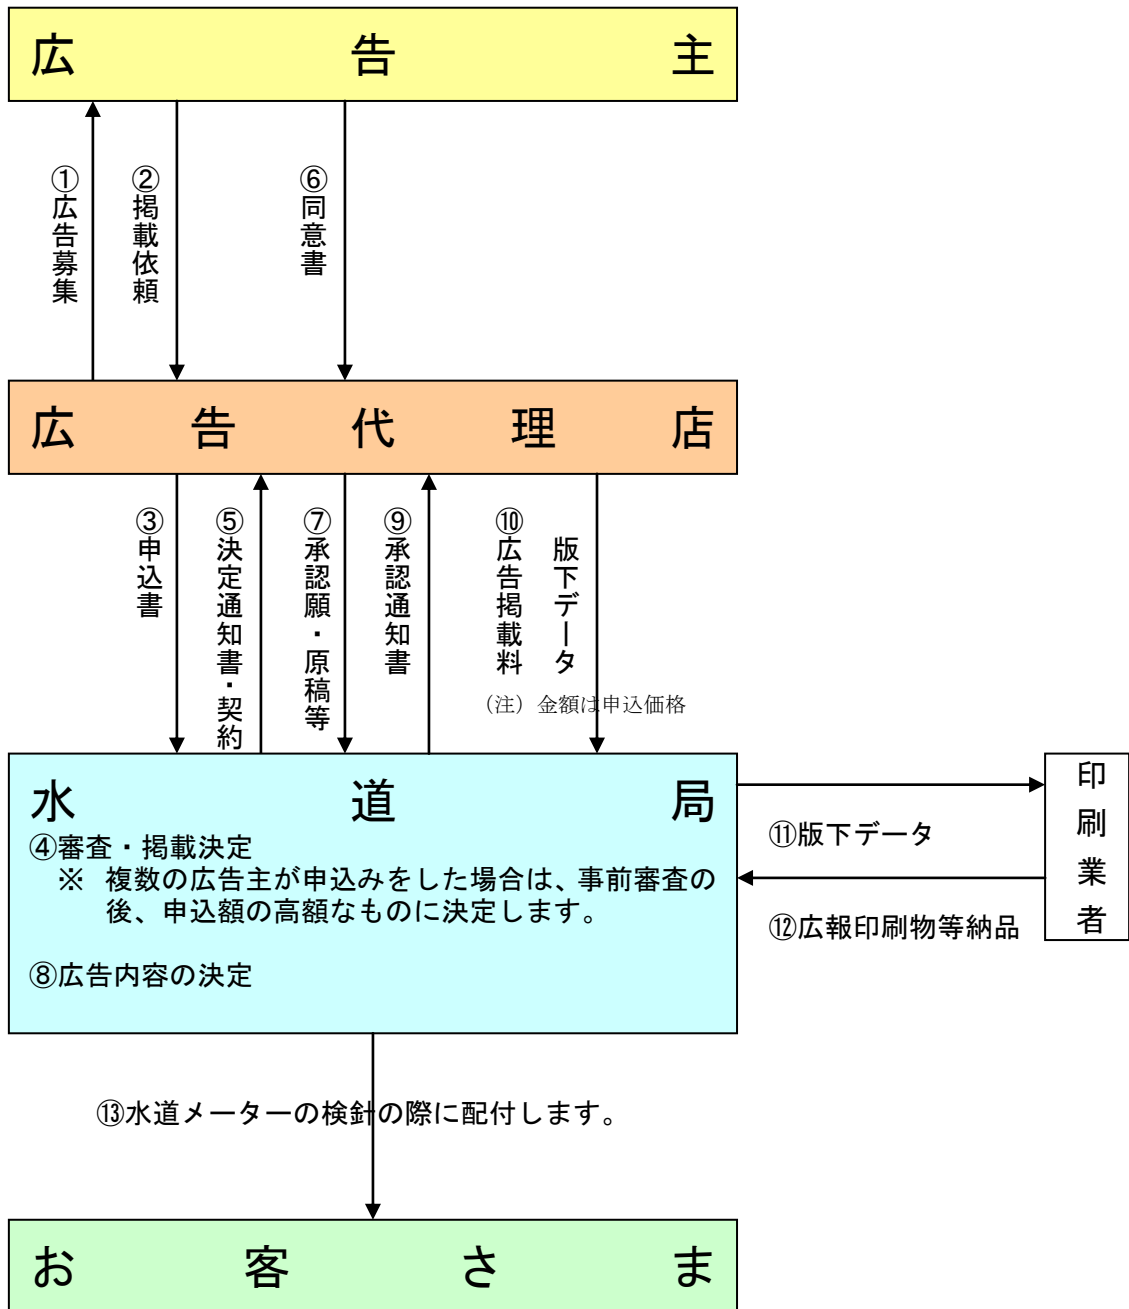 広告主
①広告募集
②掲載依頼
⑥同意書
広告代理店
③申込書
⑤決定通知書・契約
⑦承認願・原稿等
⑨承認通知書
⑩広告掲載料
版下データ
（注）金額は申込価格
水道局
④審査・掲載決定
※ 複数の広告主が申込みをした場合は、事前審査の
後、申込額の高額なものに決定します。
⑧広告内容の決定
印刷業者
⑪版下データ
⑫広報印刷物等納品
⑬水道メーターの検針の際に配付します。
お客さま